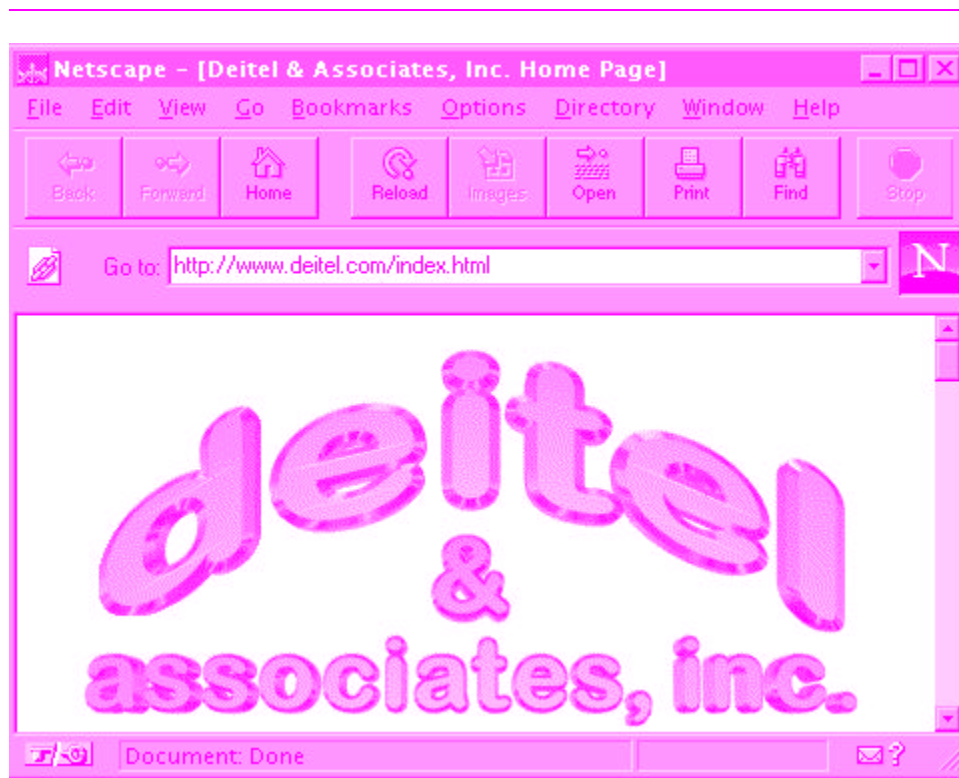 Netscape - [Deitel & Associates, Inc. Home Page]
File Edit View Go Bookmarks Options Directory Window Help
Back Forward Home Reload Images Open Print Find Stop
Go to: http://www.deitel.com/index.html N
deitel
&
associates, inc.
Document: Done ?